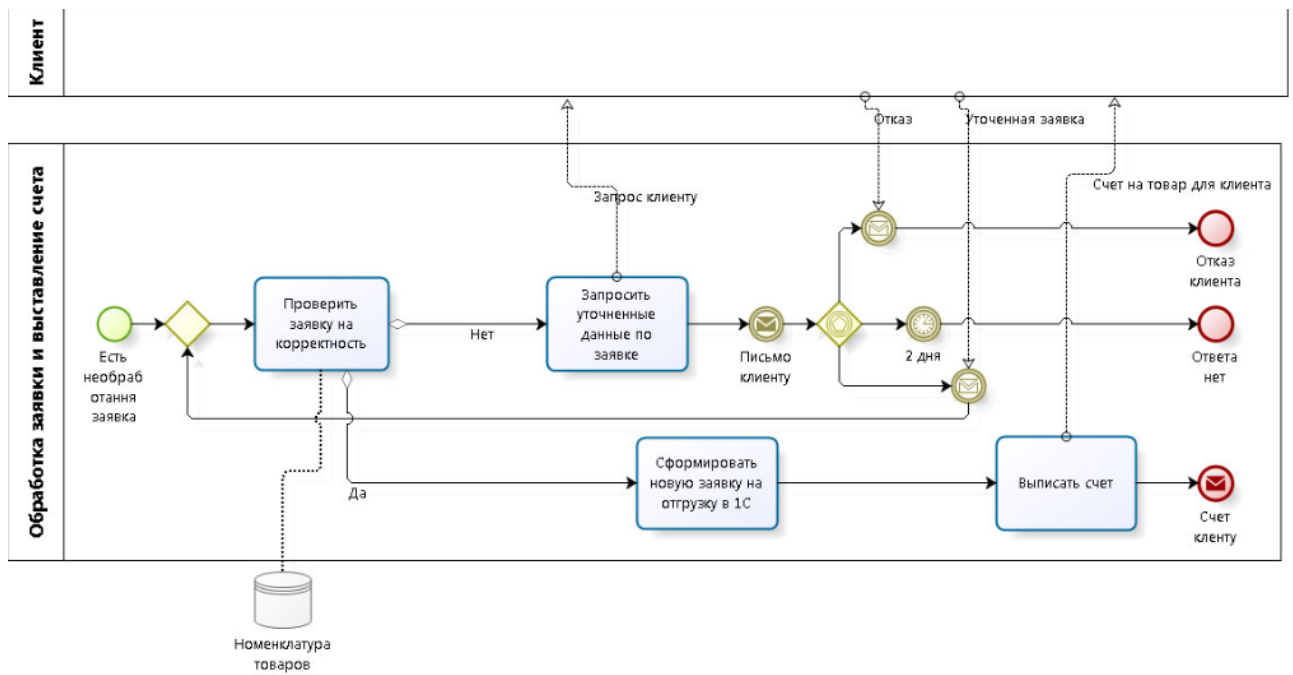 Клиент
Отказ
Уточненная заявка
Обработка заявки и выставление счета
Запрос клиенту
Счет на товар для клиента
Проверить
заявку на
корректность
Запросить
уточненные
данные по
заявке
Отказ
клиента
Есть
необраб
отання
заявка
Нет
Письмо
клиенту
2 дня
Ответа
нет
Да
Сформировать
новую заявку на
отгрузку в 1С
Выписать счет
Счет
кленту
Номенклатура
товаров